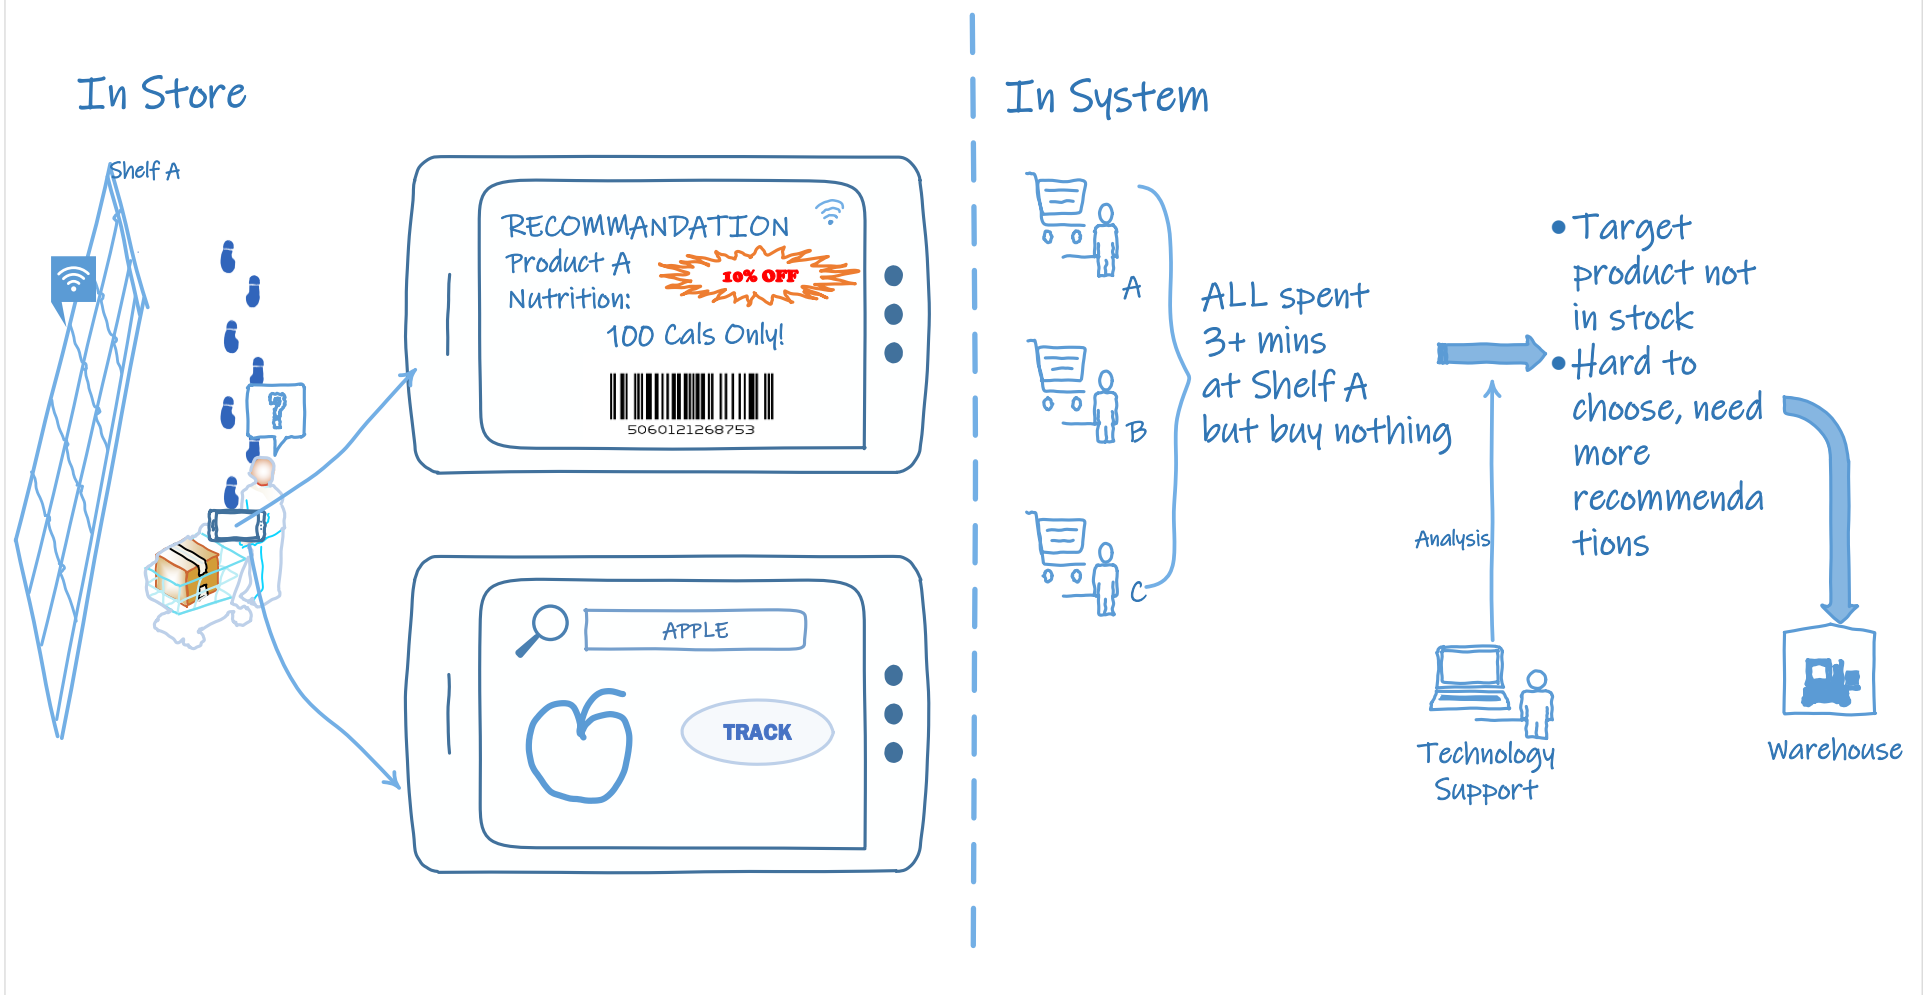 In Store
Shelf A
?
RECOMMANDATION
Product A
10% OFF
Nutrition:
100 Cals Only!
5060121268753
APPLE
TRACK
In System
A
B
C
ALL spent
3+ mins
at Shelf A
but buy nothing
Analysis
Technology
Support
• Target
product not
in stock
• Hard to
choose, need
more
recommenda
tions
Warehouse